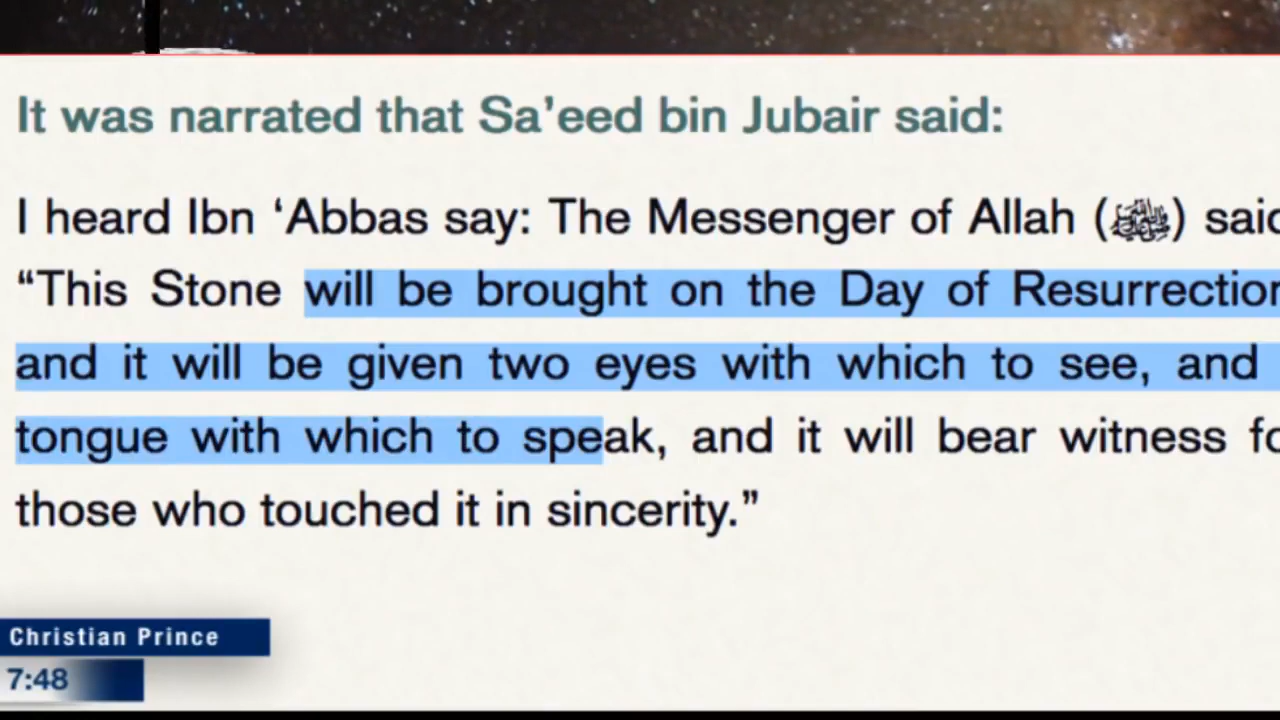 It was narrated that Sa’eed bin Jubair said:
I heard Ibn ‘Abbas say: The Messenger of Allah (ﷺ) said
“This Stone will be brought on the Day of Resurrection
and it will be given two eyes with which to see, and
tongue with which to speak, and it will bear witness fo
those who touched it in sincerity.”
Christian Prince
7:48